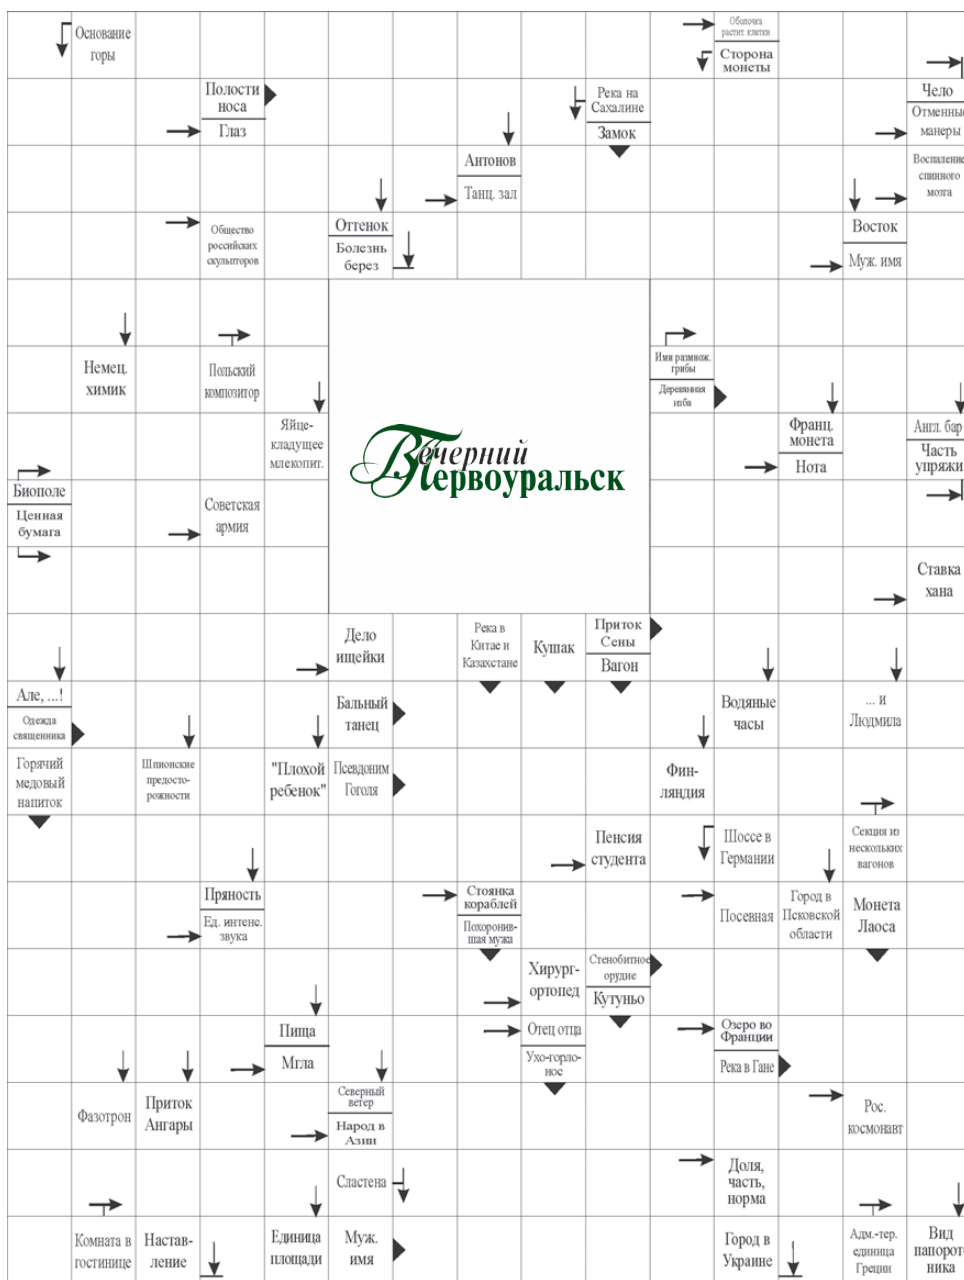 Основание
горы
Оболочка
растит. клетки
Сторона
монеты
Полости
носа
Глаз
Река на
Сахалине
Замок
Чело
Отменные
манеры
Антонов
Танц. зал
Воспаление
спинного
мозга
Общество
российских
скульпторов
Оттенок
Болезнь
берез
Восток
Муж. имя
Немец.
химик
Польский
композитор
Ими размнож.
грибы
Деревянная
изба
Яйце-
кладущее
млекопит.
Вечерний
Первоуральск
Франц.
монета
Нота
Англ. бар
Часть
упряжи
Биополе
Ценная
бумага
Советская
армия
Ставка
хана
Дело
ищейки
Река в
Китае и
Казахстане
Кушак
Приток
Сены
Вагон
Але, ...!
Одежда
священника
Бальный
танец
Водяные
часы
... и
Людмила
Горячий
медовый
напиток
Шпионские
предосто-
рожности
"Плохой
ребенок"
Псевдоним
Гоголя
Фин-
ляндия
Пенсия
студента
Шоссе в
Германии
Секция из
нескольких
вагонов
Пряность
Ед. интенс.
звука
Стоянка
кораблей
Похоронив-
шая мужа
Посевная
Город в
Псковской
области
Монета
Лаоса
Хирург-
ортопед
Стенобитное
орудие
Кутуньо
Пища
Мгла
Отец отца
Ухо-горло-
нос
Озеро во
Франции
Река в Гане
Фазотрон
Приток
Ангары
Северный
ветер
Народ в
Азии
Рос.
космонавт
Сластена
Доля,
часть,
норма
Комната в
гостинице
Настав-
ление
Единица
площади
Муж.
имя
Город в
Украине
Адм.-тер.
единица
Греции
Вид
папорот-
ника